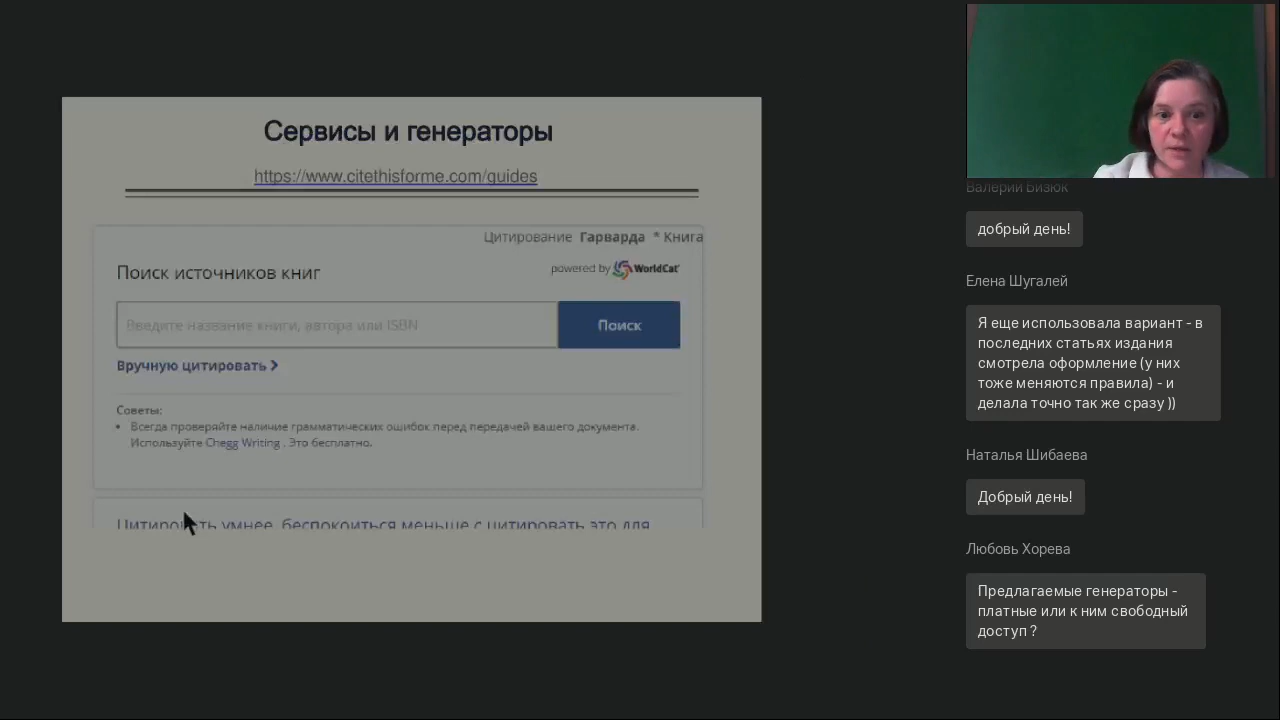 Сервисы и генераторы
https://www.citethisforme.com/guides
Цитирование Гарварда * Книга
Поиск источников книг
powered by WorldCat
Введите название книги, автора или ISBN
Поиск
Вручную цитировать
Советы:
Всегда проверяйте наличие грамматических ошибок перед передачей вашего документа.
Используйте Chegg Writing . Это бесплатно.
Цитировать умнее, беспокоиться меньше с цитировать это для
Валерий Бизюк
добрый день!
Елена Шугалей
Я еще использовала вариант - в
последних статьях издания
смотрела оформление (у них
тоже меняются правила) - и
делала точно так же сразу ))
Наталья Шибаева
Добрый день!
Любовь Хорева
Предлагаемые генераторы -
платные или к ним свободный
доступ ?